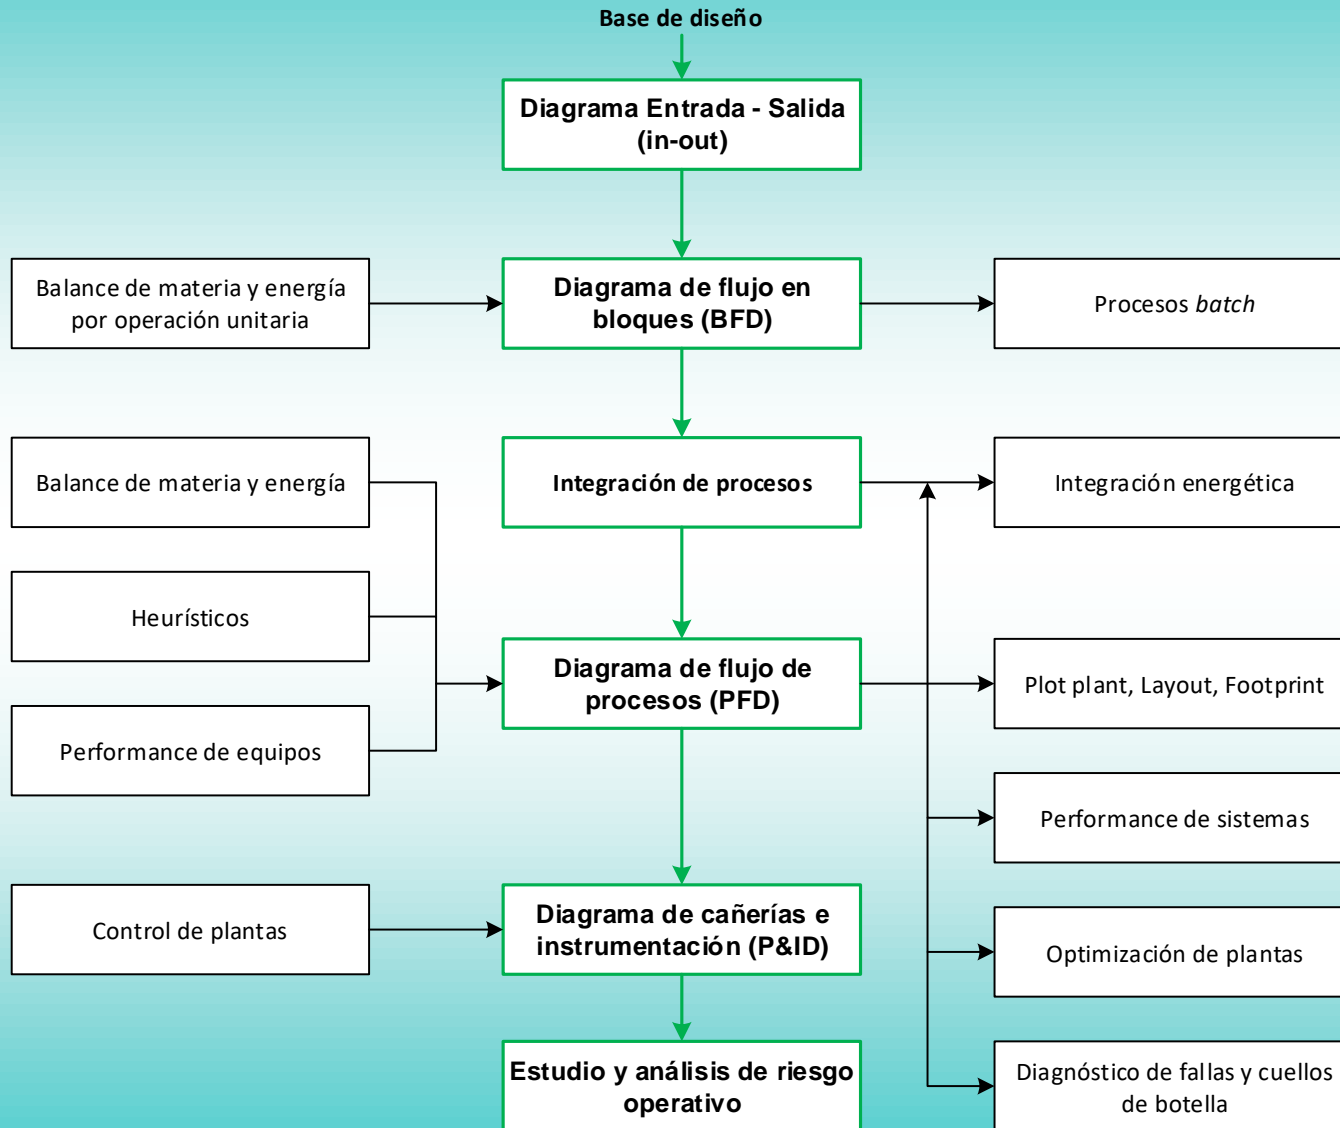 Base de diseño
Diagrama Entrada - Salida
(in-out)
Balance de materia y energía
por operación unitaria
Diagrama de flujo en
bloques (BFD)
Procesos batch
Balance de materia y energía
Integración de procesos
Integración energética
Heurísticos
Diagrama de flujo de
procesos (PFD)
Plot plant, Layout, Footprint
Performance de equipos
Performance de sistemas
Control de plantas
Diagrama de cañerías e
instrumentación (P&ID)
Optimización de plantas
Estudio y análisis de riesgo
operativo
Diagnóstico de fallas y cuellos
de botella